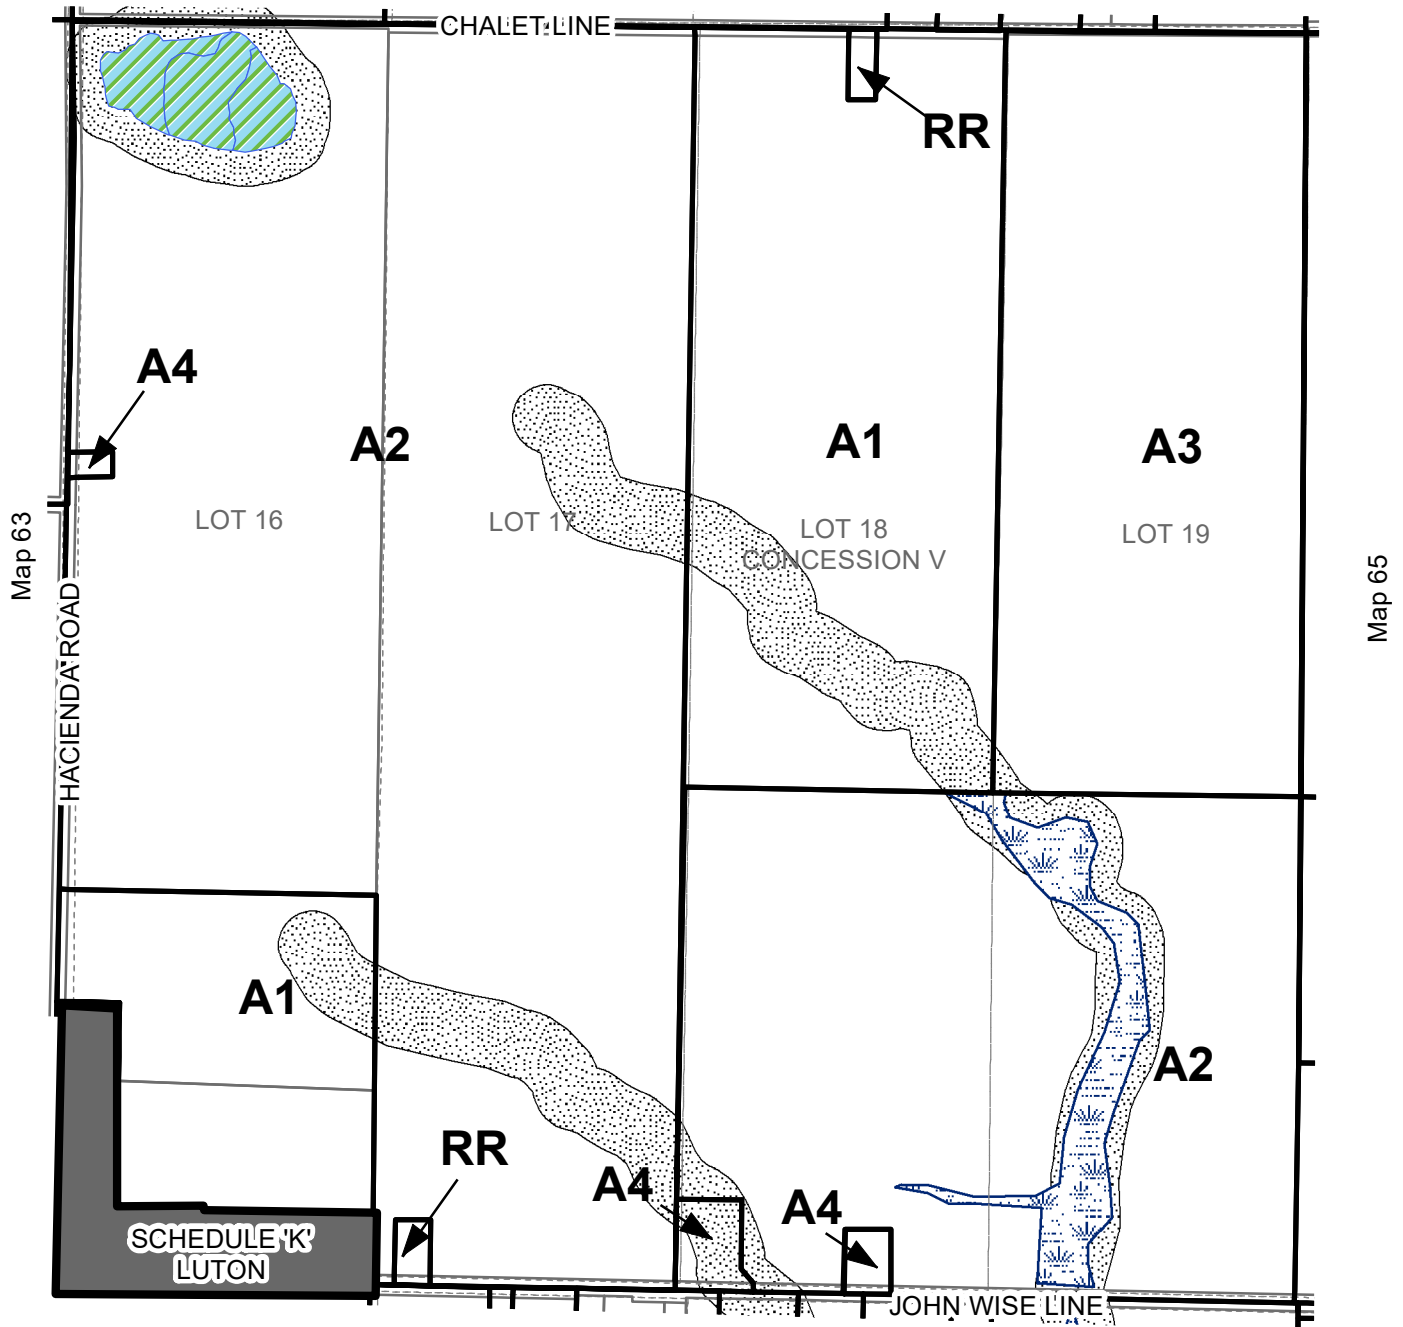 CHALET LINE
RR
A4
A2
A1
A3
LOT 16
LOT 17
LOT 18
CONCESSION V
LOT 19
Map 63
Map 65
HACIENDA ROAD
A1
A2
RR
A4
A4
SCHEDULE 'K'
LUTON
JOHN WISE LINE